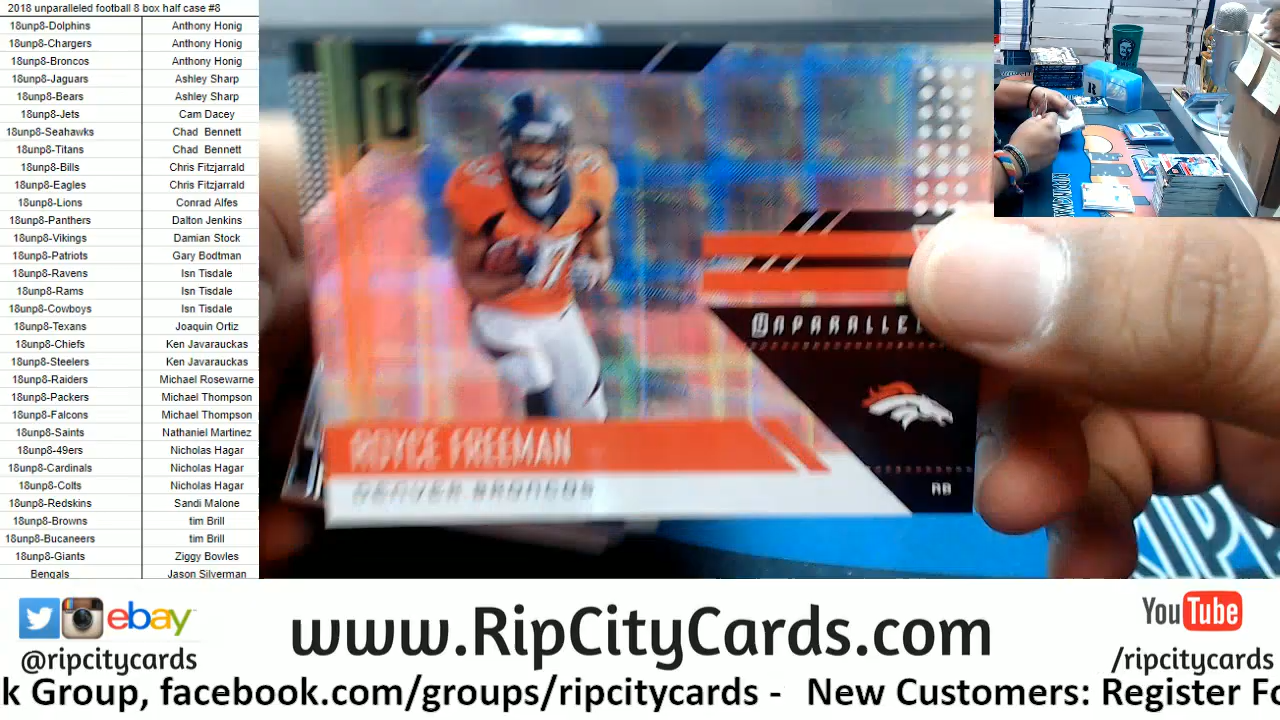 2018 unparalleled football 8 box half case #8
18unp8-Dolphins Anthony Honig
18unp8-Chargers Anthony Honig
18unp8-Broncos Anthony Honig
18unp8-Jaguars Ashley Sharp
18unp8-Bears Ashley Sharp
18unp8-Jets Cam Dacey
18unp8-Seahawks Chad Bennett
18unp8-Titans Chad Bennett
18unp8-Bills Chris Fitzjarrald
18unp8-Eagles Chris Fitzjarrald
18unp8-Lions Conrad Alfes
18unp8-Panthers Dalton Jenkins
18unp8-Vikings Damian Stock
18unp8-Patriots Gary Bodtman
18unp8-Ravens Isn Tisdale
18unp8-Rams Isn Tisdale
18unp8-Cowboys Isn Tisdale
18unp8-Texans Joaquin Ortiz
18unp8-Chiefs Ken Javarauckas
18unp8-Steelers Ken Javarauckas
18unp8-Raiders Michael Rosewarne
18unp8-Packers Michael Thompson
18unp8-Falcons Michael Thompson
18unp8-Saints Nathaniel Martinez
18unp8-49ers Nicholas Hagar
18unp8-Cardinals Nicholas Hagar
18unp8-Colts Nicholas Hagar
18unp8-Redskins Sandi Malone
18unp8-Browns tim Brill
18unp8-Bucaneers tim Brill
18unp8-Giants Ziggy Bowles
Bengals Jason Silverman
UNPARALLE
ROYCE FREEMAN
DENVER BRONCOS
RB
ebay
@ripcitycards
www.RipCityCards.com
YouTube
/ripcitycards
k Group, facebook.com/groups/ripcitycards - New Customers: Register Fo